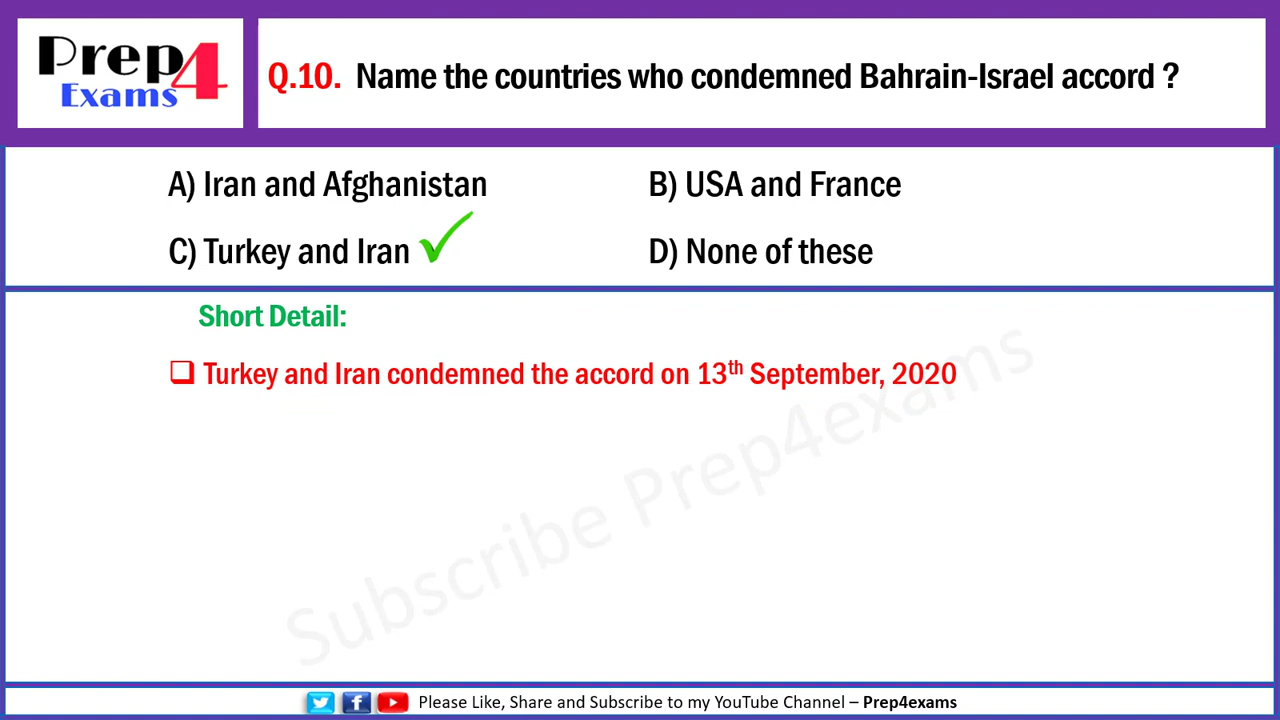 Prep4
Exams
Q.10. Name the countries who condemned Bahrain-Israel accord ?
A) Iran and Afghanistan
B) USA and France
C) Turkey and Iran
D) None of these
Short Detail:
Turkey and Iran condemned the accord on 13th September, 2020
Subscribe Prep4exams
Please Like, Share and Subscribe to my YouTube Channel – Prep4exams